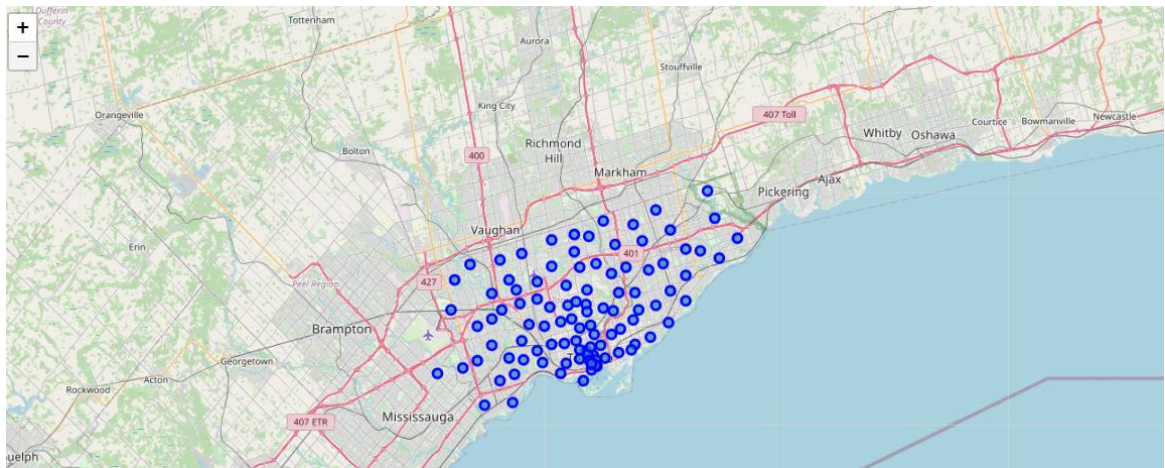 Dufferin
County
Tottenham
+
−
Aurora
Stouffville
King City
Orangeville
407 Toll
Newcastle
Courtice
Bowmanville
Whitby
Oshawa
Richmond
Hill
Bolton
400
Markham
Ajax
Pickering
Vaughan
Erin
401
427
Peel Region
Brampton
Georgetown
Acton
Rockwood
Mississauga
407 ETR